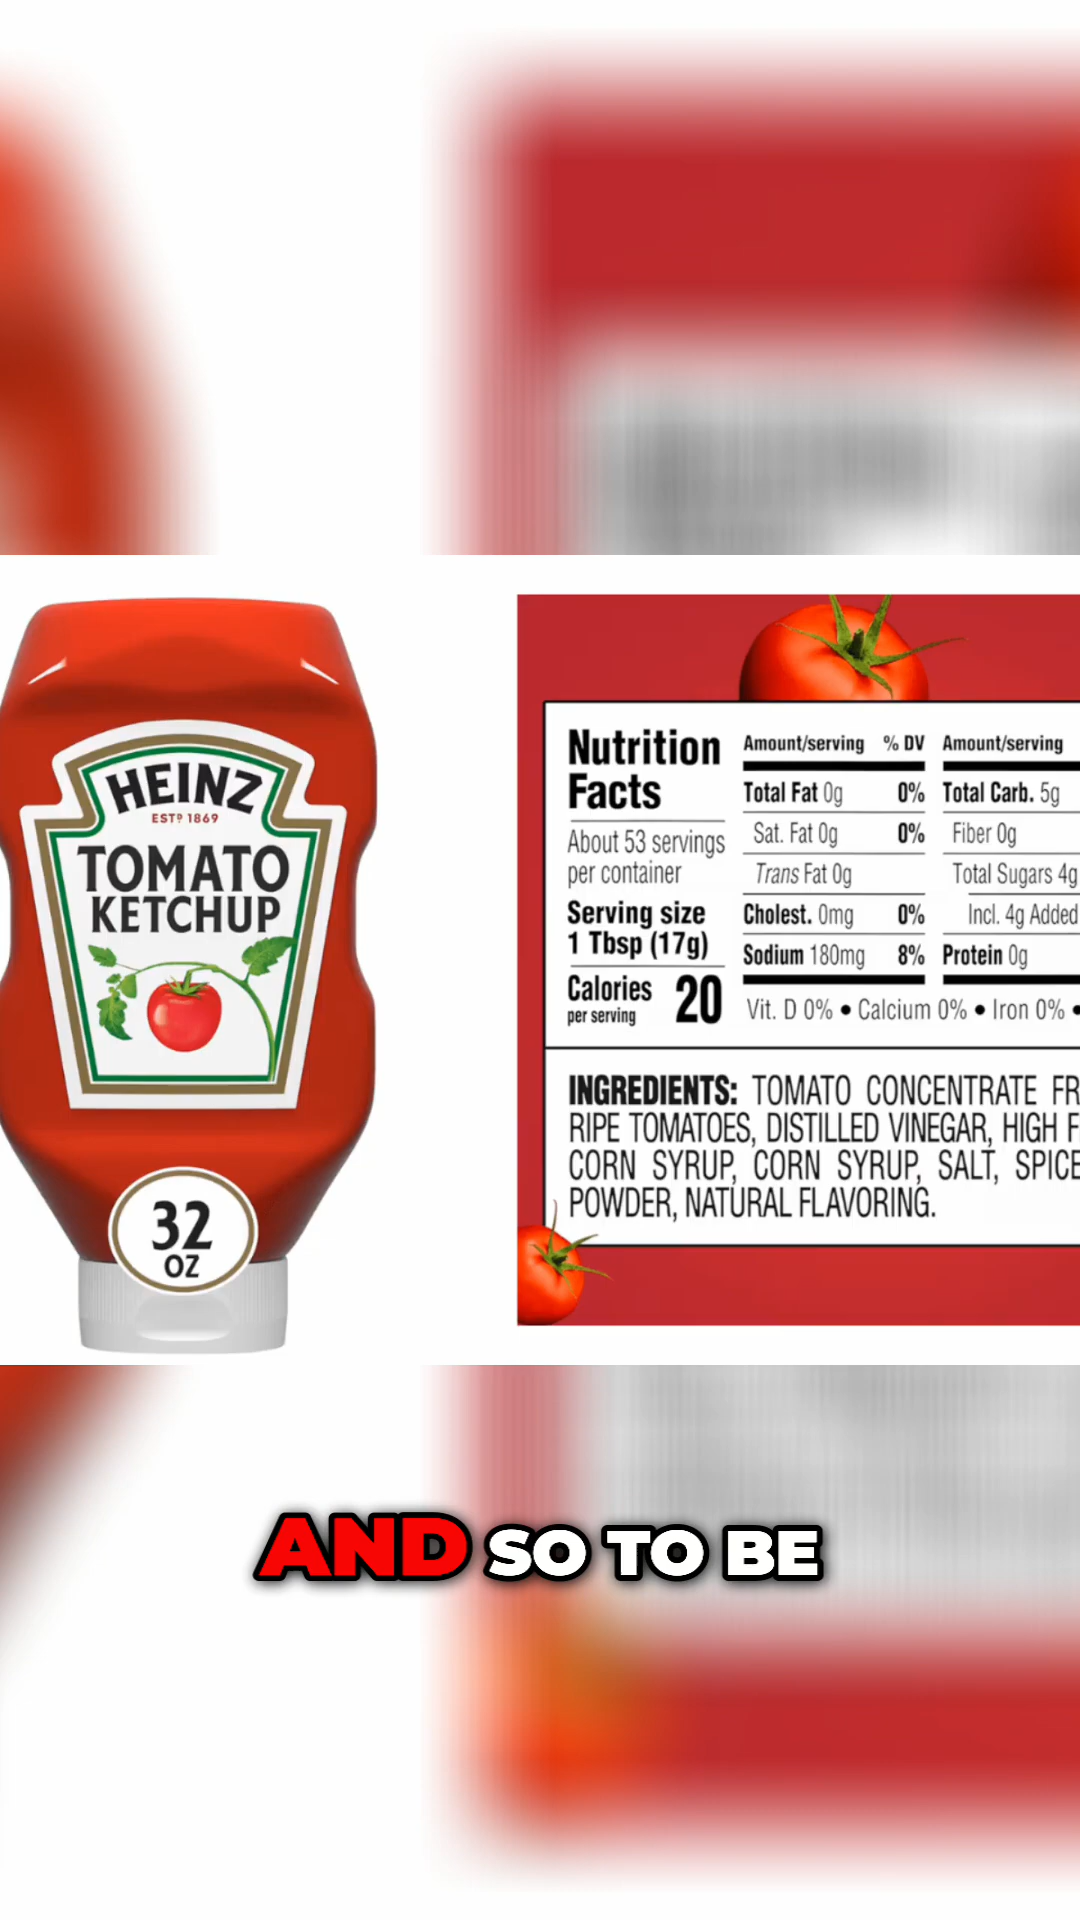 HEINZ
ESTD 1869
TOMATO
KETCHUP
32
OZ
Nutrition
Facts
About 53 servings
per container
Serving size
1 Tbsp (17g)
Calories
per serving
20
Amount/serving % DV
Total Fat 0g 0%
Sat. Fat 0g 0%
Trans Fat 0g
Cholest. 0mg 0%
Sodium 180mg 8%
Amount/serving
Total Carb. 5g
Fiber 0g
Total Sugars 4g
Incl. 4g Added
Protein 0g
Vit. D 0% • Calcium 0% • Iron 0% •
INGREDIENTS: TOMATO CONCENTRATE FR
RIPE TOMATOES, DISTILLED VINEGAR, HIGH F
CORN SYRUP, CORN SYRUP, SALT, SPICE
POWDER, NATURAL FLAVORING.
AND SO TO BE